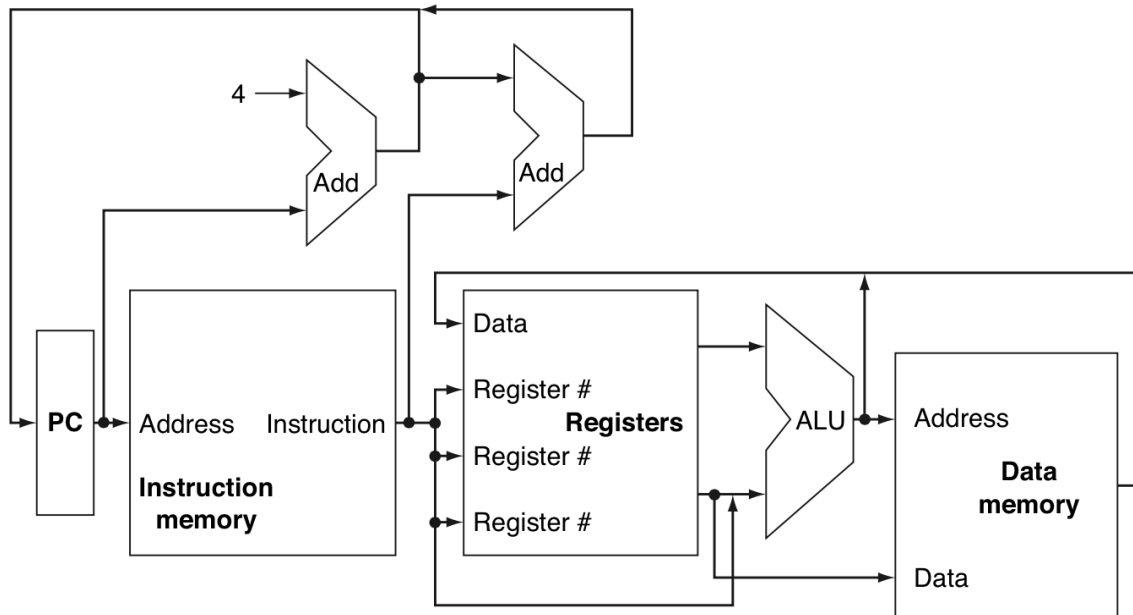 4
Add
Add
Data
Register #
PC
Address
Instruction
Registers
ALU
Address
Register #
Instruction
memory
Data
memory
Register #
Data